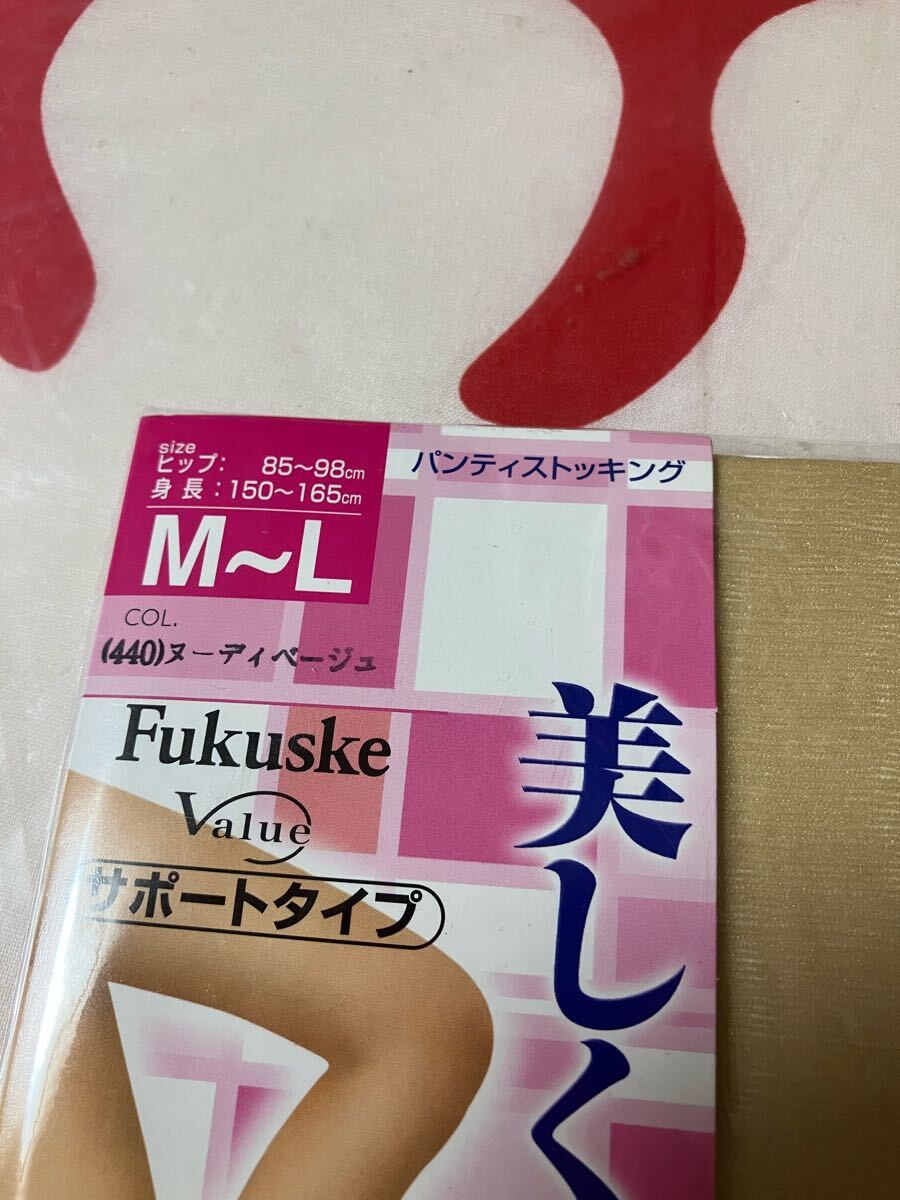 size
ヒップ: 85～98cm
身長:150～165cm
M～L
COL.
(440)ヌーディベージュ
パンティストッキング
Fukuske
Value
サポートタイプ
美しく